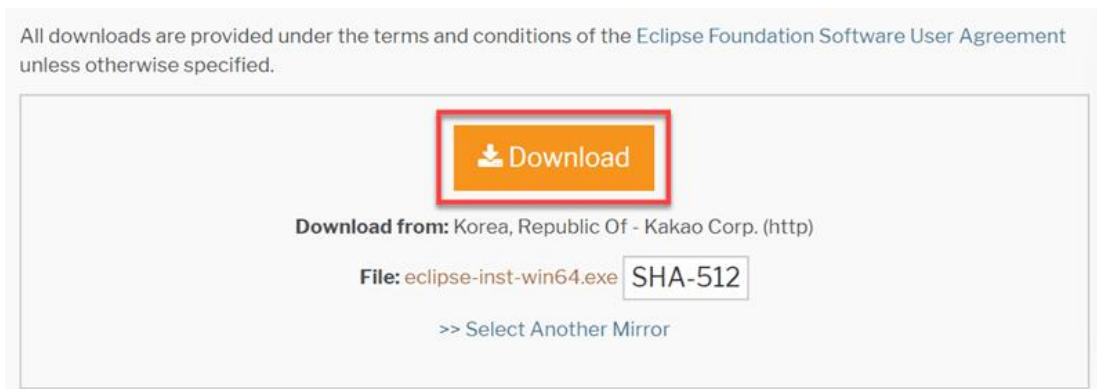 All downloads are provided under the terms and conditions of the Eclipse Foundation Software User Agreement
unless otherwise specified.
Download
Download from: Korea, Republic Of - Kakao Corp. (http)
File: eclipse-inst-win64.exe SHA-512
>> Select Another Mirror